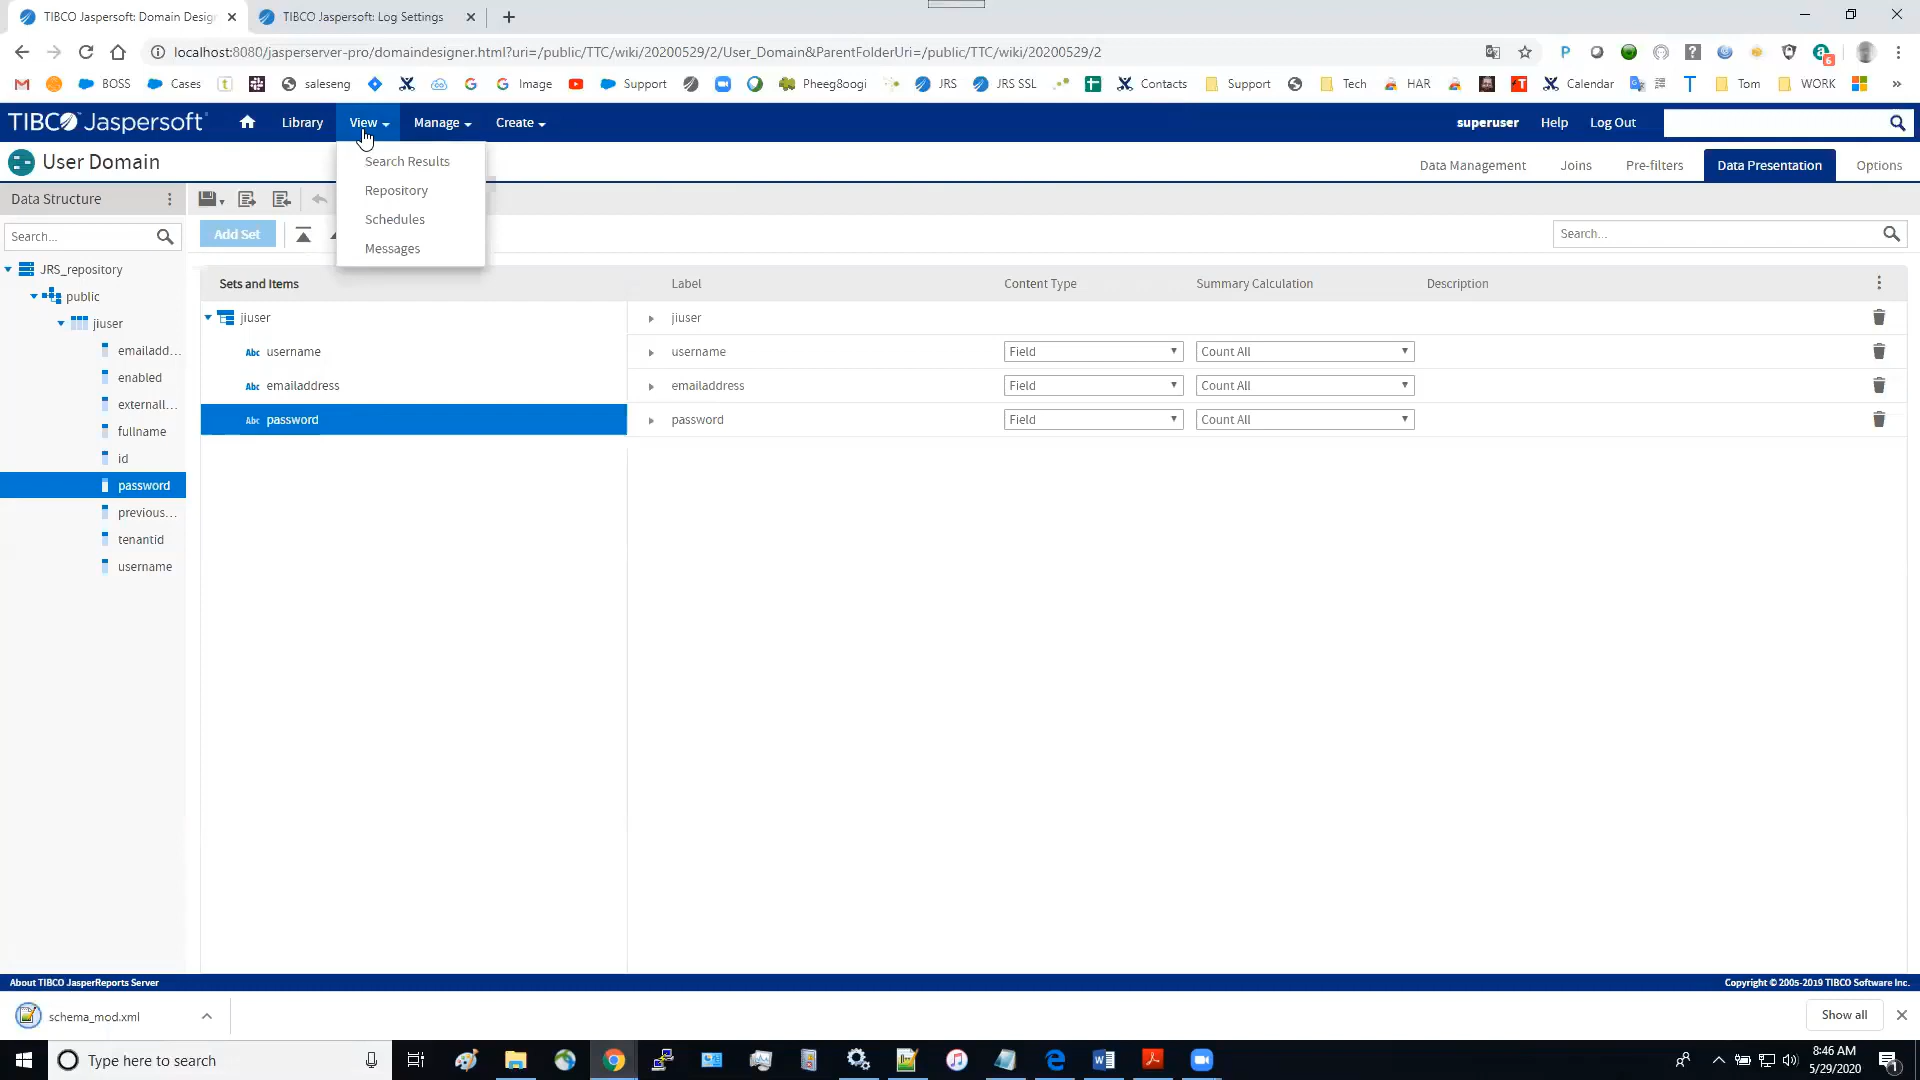 TIBCO Jaspersoft: Domain Desig
TIBCO Jaspersoft: Log Settings
localhost:8080/jasperserver-pro/domaindesigner.html?uri=/public/TTC/wiki/20200529/2/User_Domain&ParentFolderUri=/public/TTC/wiki/20200529/2
BOSS Cases saleseng Image Support Pheeg8oogi JRS JRS SSL Contacts Support Tech HAR Calendar Tom WORK »
TIBCO Jaspersoft Library View Manage Create superuser Help Log Out
User Domain
Data Management Joins Pre-filters Data Presentation Options
Search Results
Repository
Schedules
Messages
Data Structure
Add Set
Search...
Search...
Sets and Items Label Content Type Summary Calculation Description
JRS_repository
public
jiuser
emailadd...
enabled
externall...
fullname
id
password
previous...
tenantid
username
jiuser jiuser
Abc username username Field Count All
Abc emailaddress emailaddress Field Count All
Abc password password Field Count All
About TIBCO JasperReports Server
Copyright © 2005-2019 TIBCO Software Inc.
schema_mod.xml
Show all
Type here to search
8:46 AM
5/29/2020